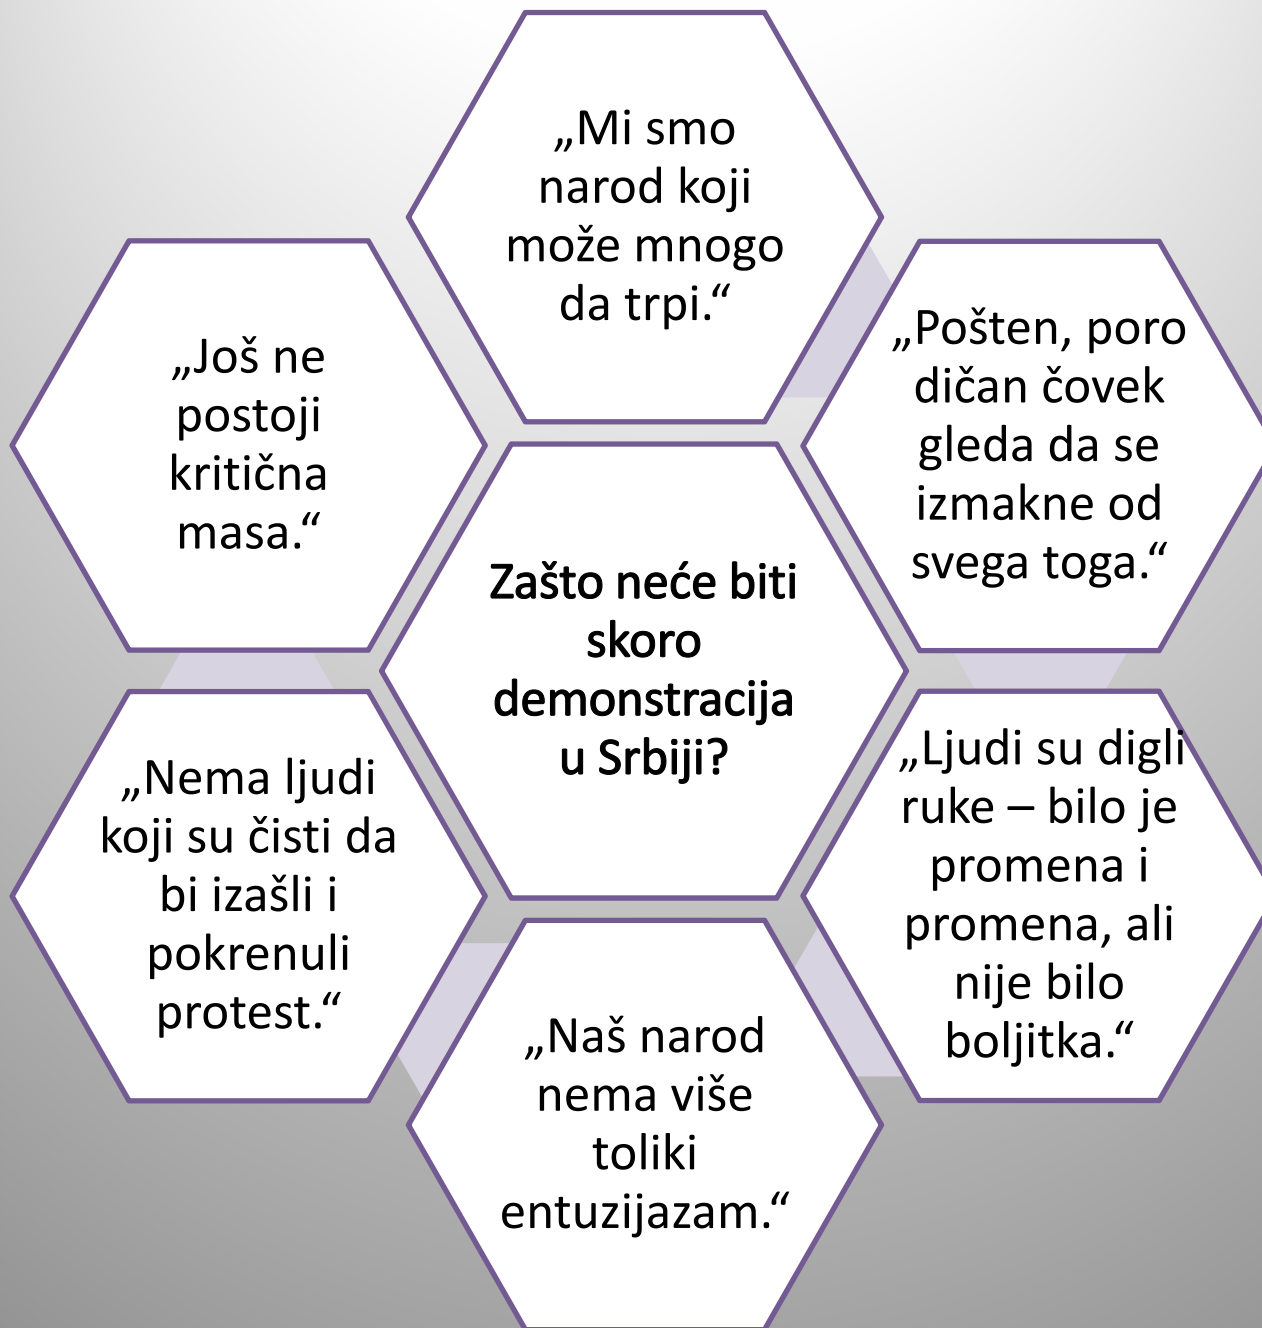 „Mi smo
narod koji
može mnogo
da trpi.“
„Pošten, poro
dičan čovek
gleda da se
izmakne od
svega toga.“
„Ljudi su digli
ruke – bilo je
promena i
promena, ali
nije bilo
boljitka.“
„Naš narod
nema više
toliki
entuzijazam.“
„Nema ljudi
koji su čisti da
bi izašli i
pokrenuli
protest.“
„Još ne
postoji
kritična
masa.“
Zašto neće biti
skoro
demonstracija
u Srbiji?